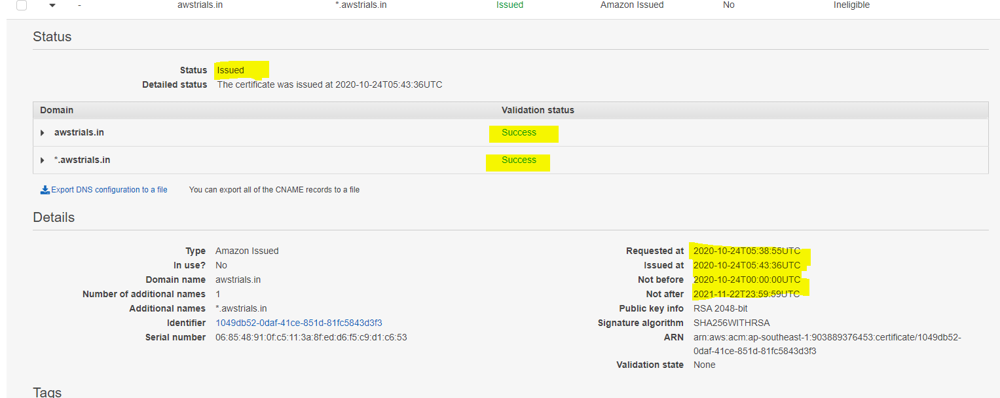 - awstrials.in *.awstrials.in Issued Amazon Issued No Ineligible
Status
Status Issued
Detailed status The certificate was issued at 2020-10-24T05:43:36UTC
Domain Validation status
awstrials.in Success
*.awstrials.in Success
Export DNS configuration to a file You can export all of the CNAME records to a file
Details
Type Amazon Issued Requested at 2020-10-24T05:38:55UTC
In use? No Issued at 2020-10-24T05:43:36UTC
Domain name awstrials.in Not before 2020-10-24T00:00:00UTC
Number of additional names 1 Not after 2021-11-22T23:59:59UTC
Additional names *.awstrials.in Public key info RSA 2048-bit
Identifier 1049db52-0daf-41ce-851d-81fc5843d3f3 Signature algorithm SHA256WITHRSA
Serial number 06:85:48:91:0f:c5:11:3a:8f:ed:d6:f5:c9:d1:c6:53 ARN arn:aws:acm:ap-southeast-1:903889376453:certificate/1049db52-
0daf-41ce-851d-81fc5843d3f3
Validation state None
Tags